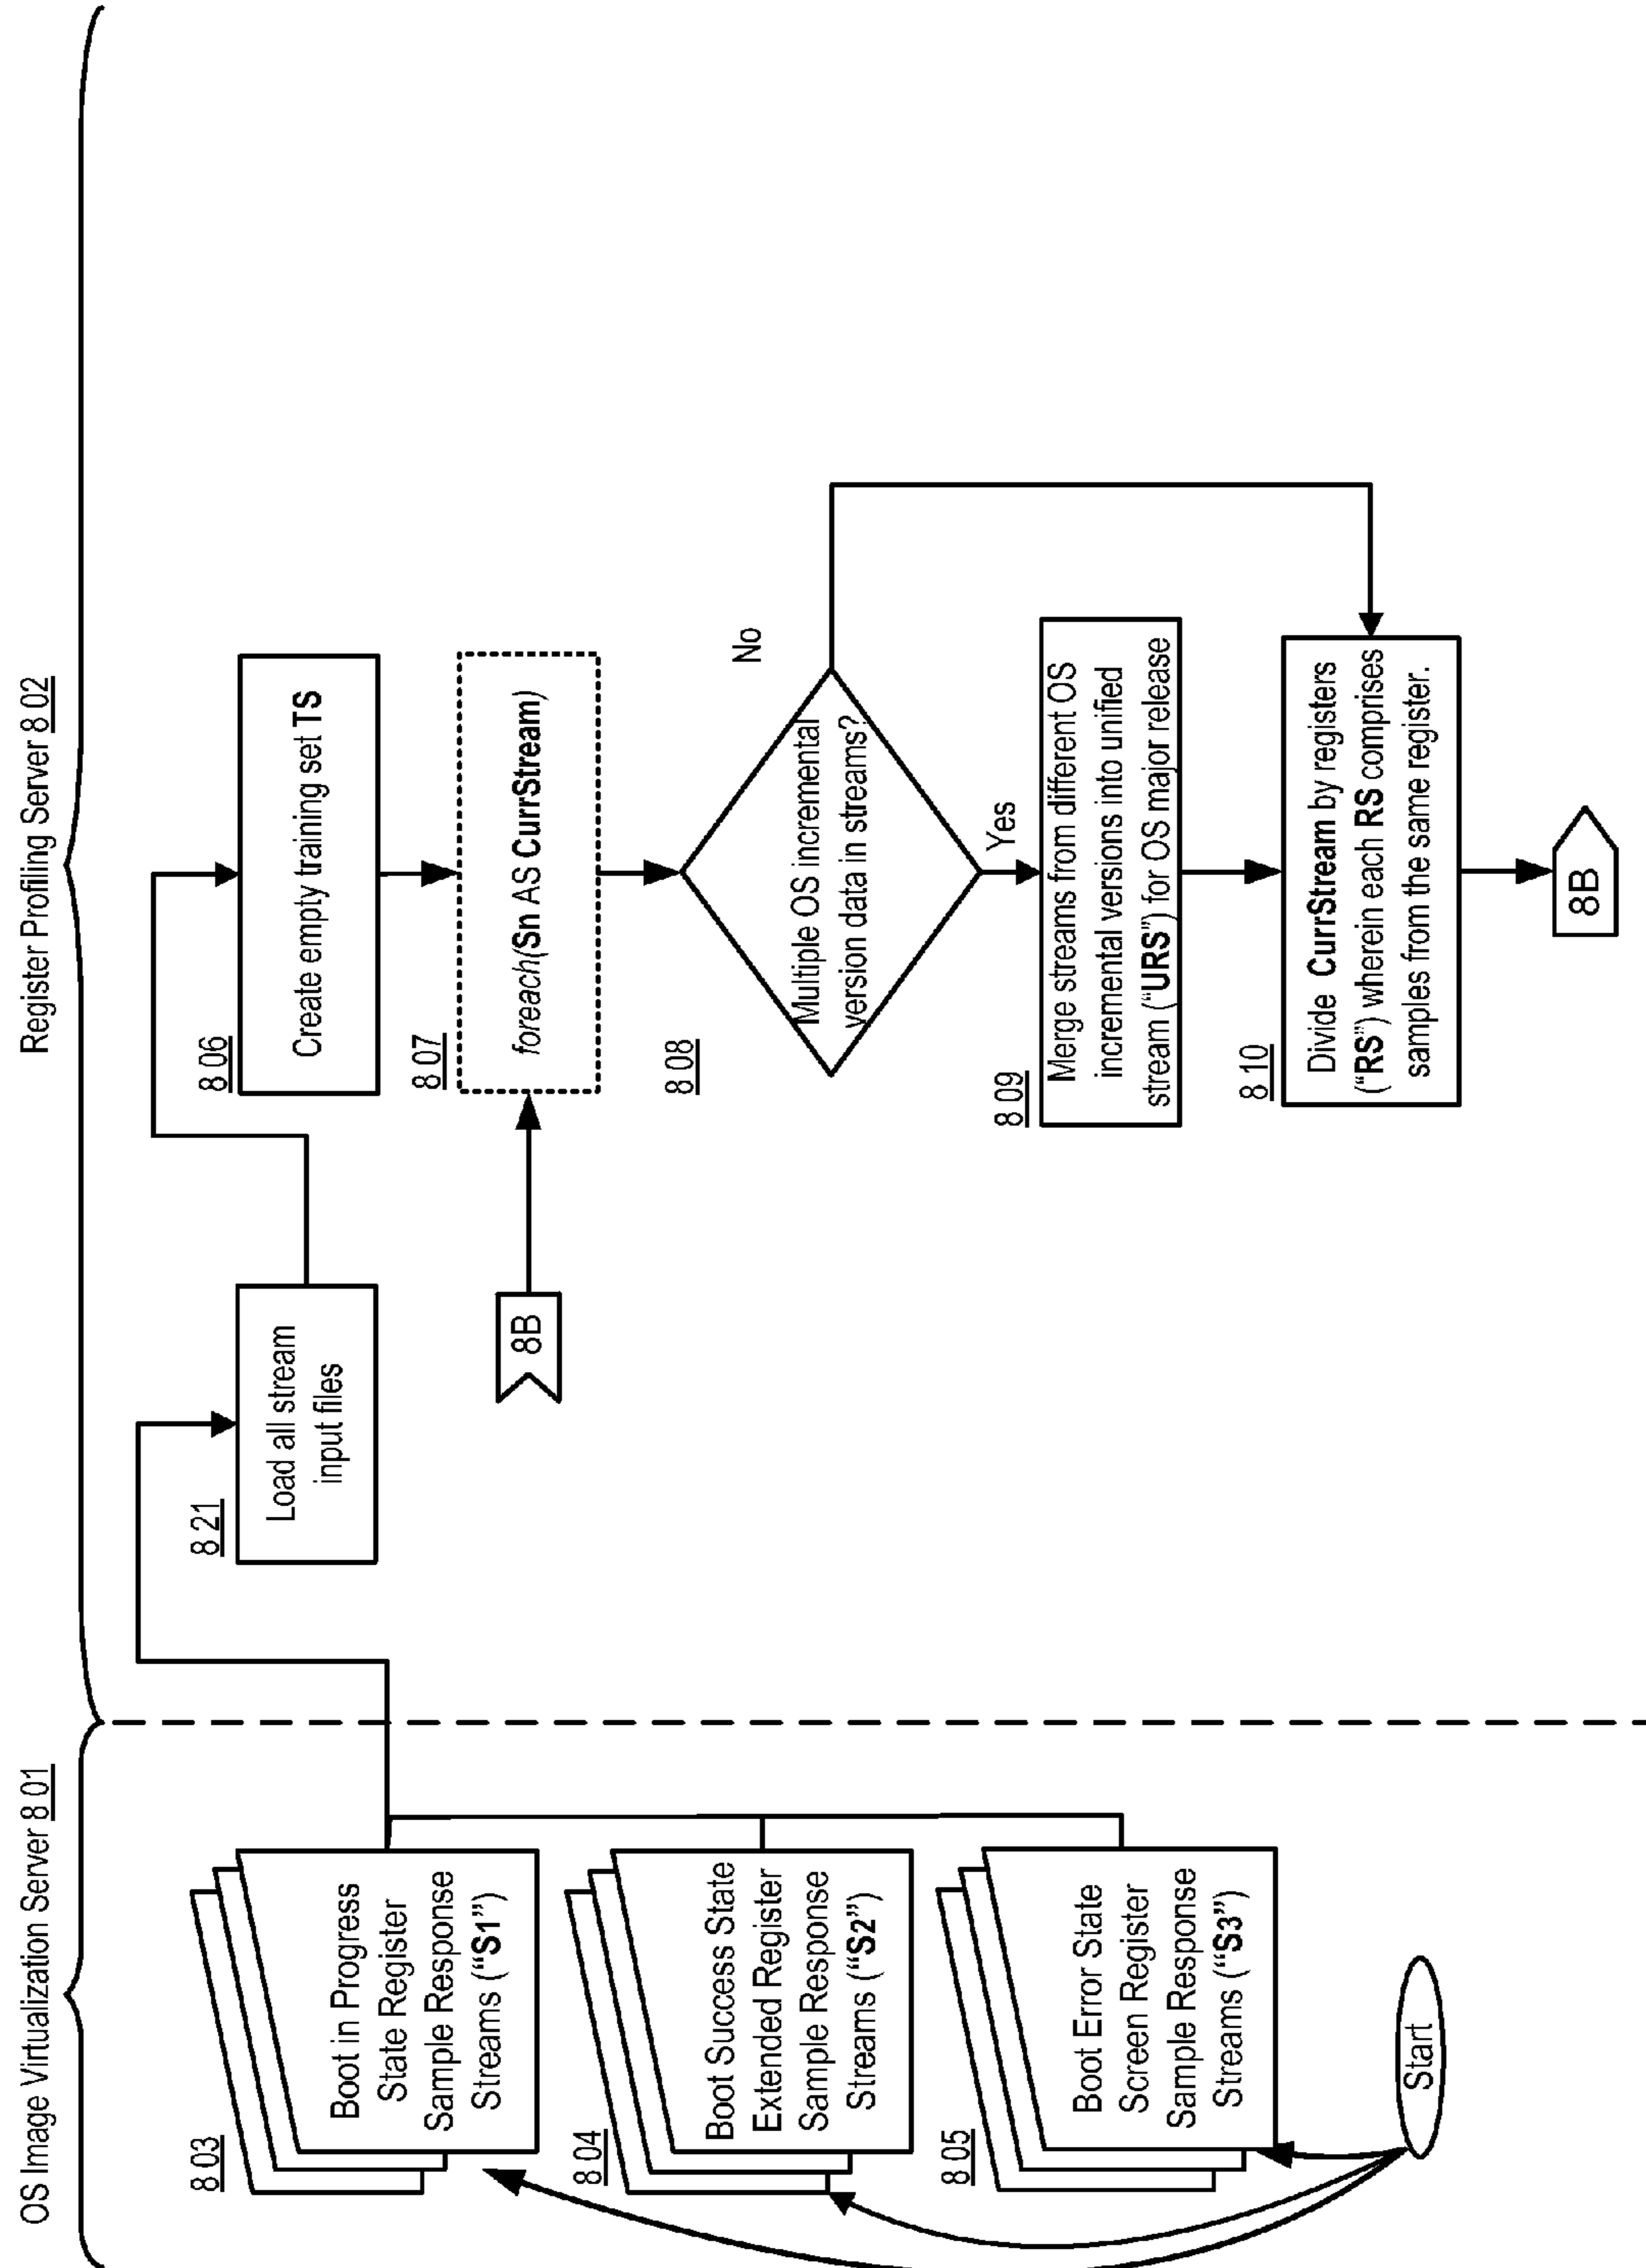 OS Image Virtualization Server 8 01
Register Profiling Server 8 02
8 03
Boot in Progress
State Register
Sample Response
Streams (“S1”)
8 04
Boot Success State
Extended Register
Sample Response
Streams (“S2”)
8 05
Boot Error State
Screen Register
Sample Response
Streams (“S3”)
Start
8 21
Load all stream
input files
8B
8 06
Create empty training set TS
8 07
foreach(Sn AS CurrStream)
8 08
Multiple OS incremental
version data in streams?
No
Yes
8 09
Merge streams from different OS
incremental versions into unified
stream (“URS”) for OS major release
8 10
Divide CurrStream by registers
(“RS”) wherein each RS comprises
samples from the same register.
8B